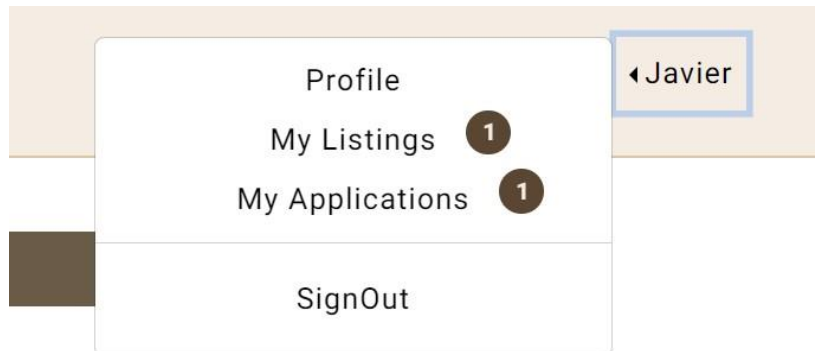 Profile
Javier
My Listings 1
My Applications 1
SignOut